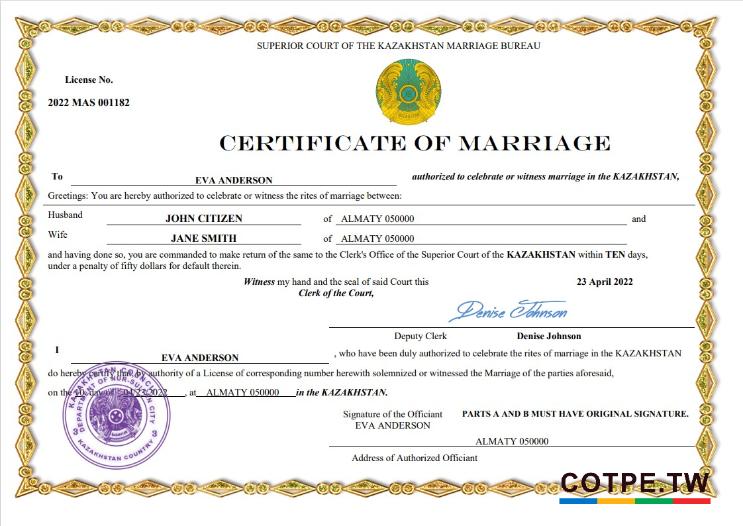 SUPERIOR COURT OF THE KAZAKHSTAN MARRIAGE BUREAU
License No.
2022 MAS 001182
CERTIFICATE OF MARRIAGE
To EVA ANDERSON authorized to celebrate or witness marriage in the KAZAKHSTAN,
Greetings: You are hereby authorized to celebrate or witness the rites of marriage between:
Husband JOHN CITIZEN of ALMATY 050000 and
Wife JANE SMITH of ALMATY 050000
and having done so, you are commanded to make return of the same to the Clerk's Office of the Superior Court of the KAZAKHSTAN within TEN days,
under a penalty of fifty dollars for default therein.
Witness my hand and the seal of said Court this 23 April 2022
Clerk of the Court,
Denise Johnson
Deputy Clerk Denise Johnson
I EVA ANDERSON , who have been duly authorized to celebrate the rites of marriage in the KAZAKHSTAN
do hereby certify that by authority of a License of corresponding number herewith solemnized or witnessed the Marriage of the parties aforesaid,
on the day of 04/23/2022 , at ALMATY 050000 in the KAZAKHSTAN.
KAZAKHSTAN COUNCIL
DEPARTMENT OF NUR-SULTAN CITY
3 3
KAZAKHSTAN COUNTRY
Signature of the Officiant PARTS A AND B MUST HAVE ORIGINAL SIGNATURE.
EVA ANDERSON
ALMATY 050000
Address of Authorized Officiant
COTPE.TW